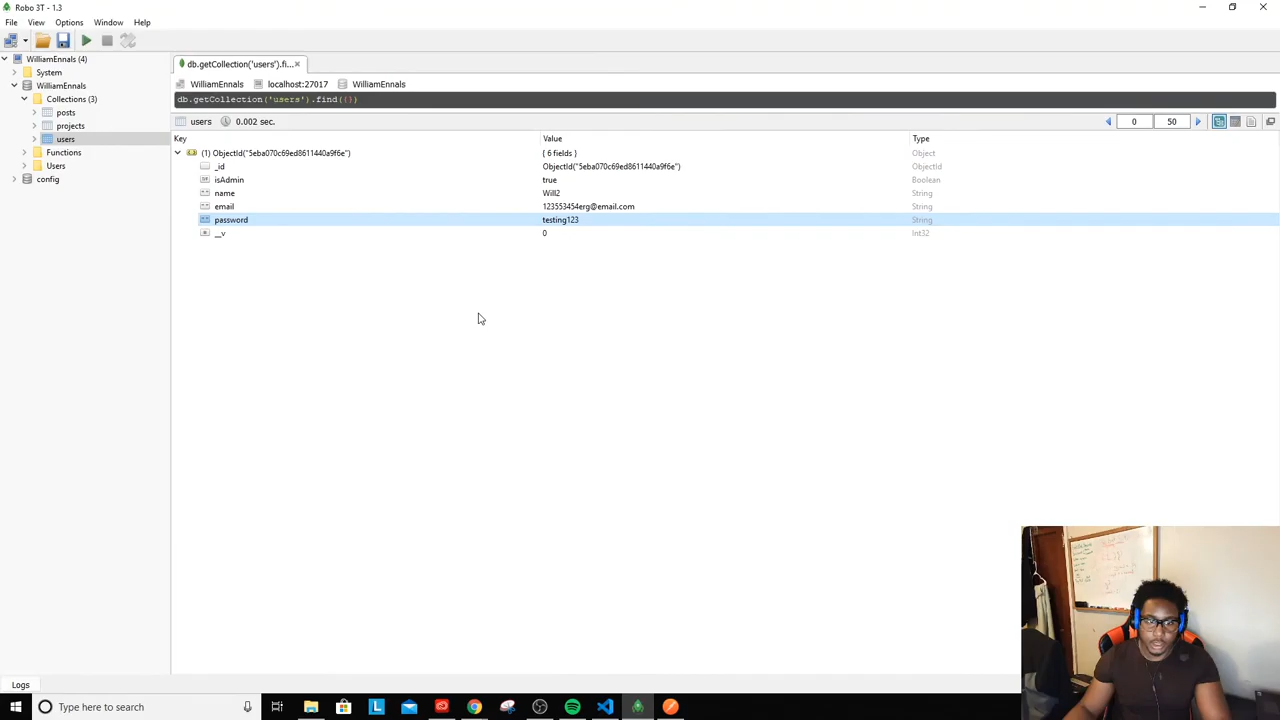 Robo 3T - 1.3
File View Options Window Help
WilliamEnnals (4)
System
WilliamEnnals
Collections (3)
posts
projects
users
Functions
Users
config
db.getCollection('users').fi...
WilliamEnnals localhost:27017 WilliamEnnals
db.getCollection('users').find({})
users 0.002 sec. 0 50
Key Value Type
(1) ObjectId("5eba070c69ed8611440a9f6e") { 6 fields } Object
_id ObjectId("5eba070c69ed8611440a9f6e") ObjectId
isAdmin true Boolean
name Will2 String
email 123553454erg@email.com String
password testing123 String
__v 0 Int32
Logs
Type here to search